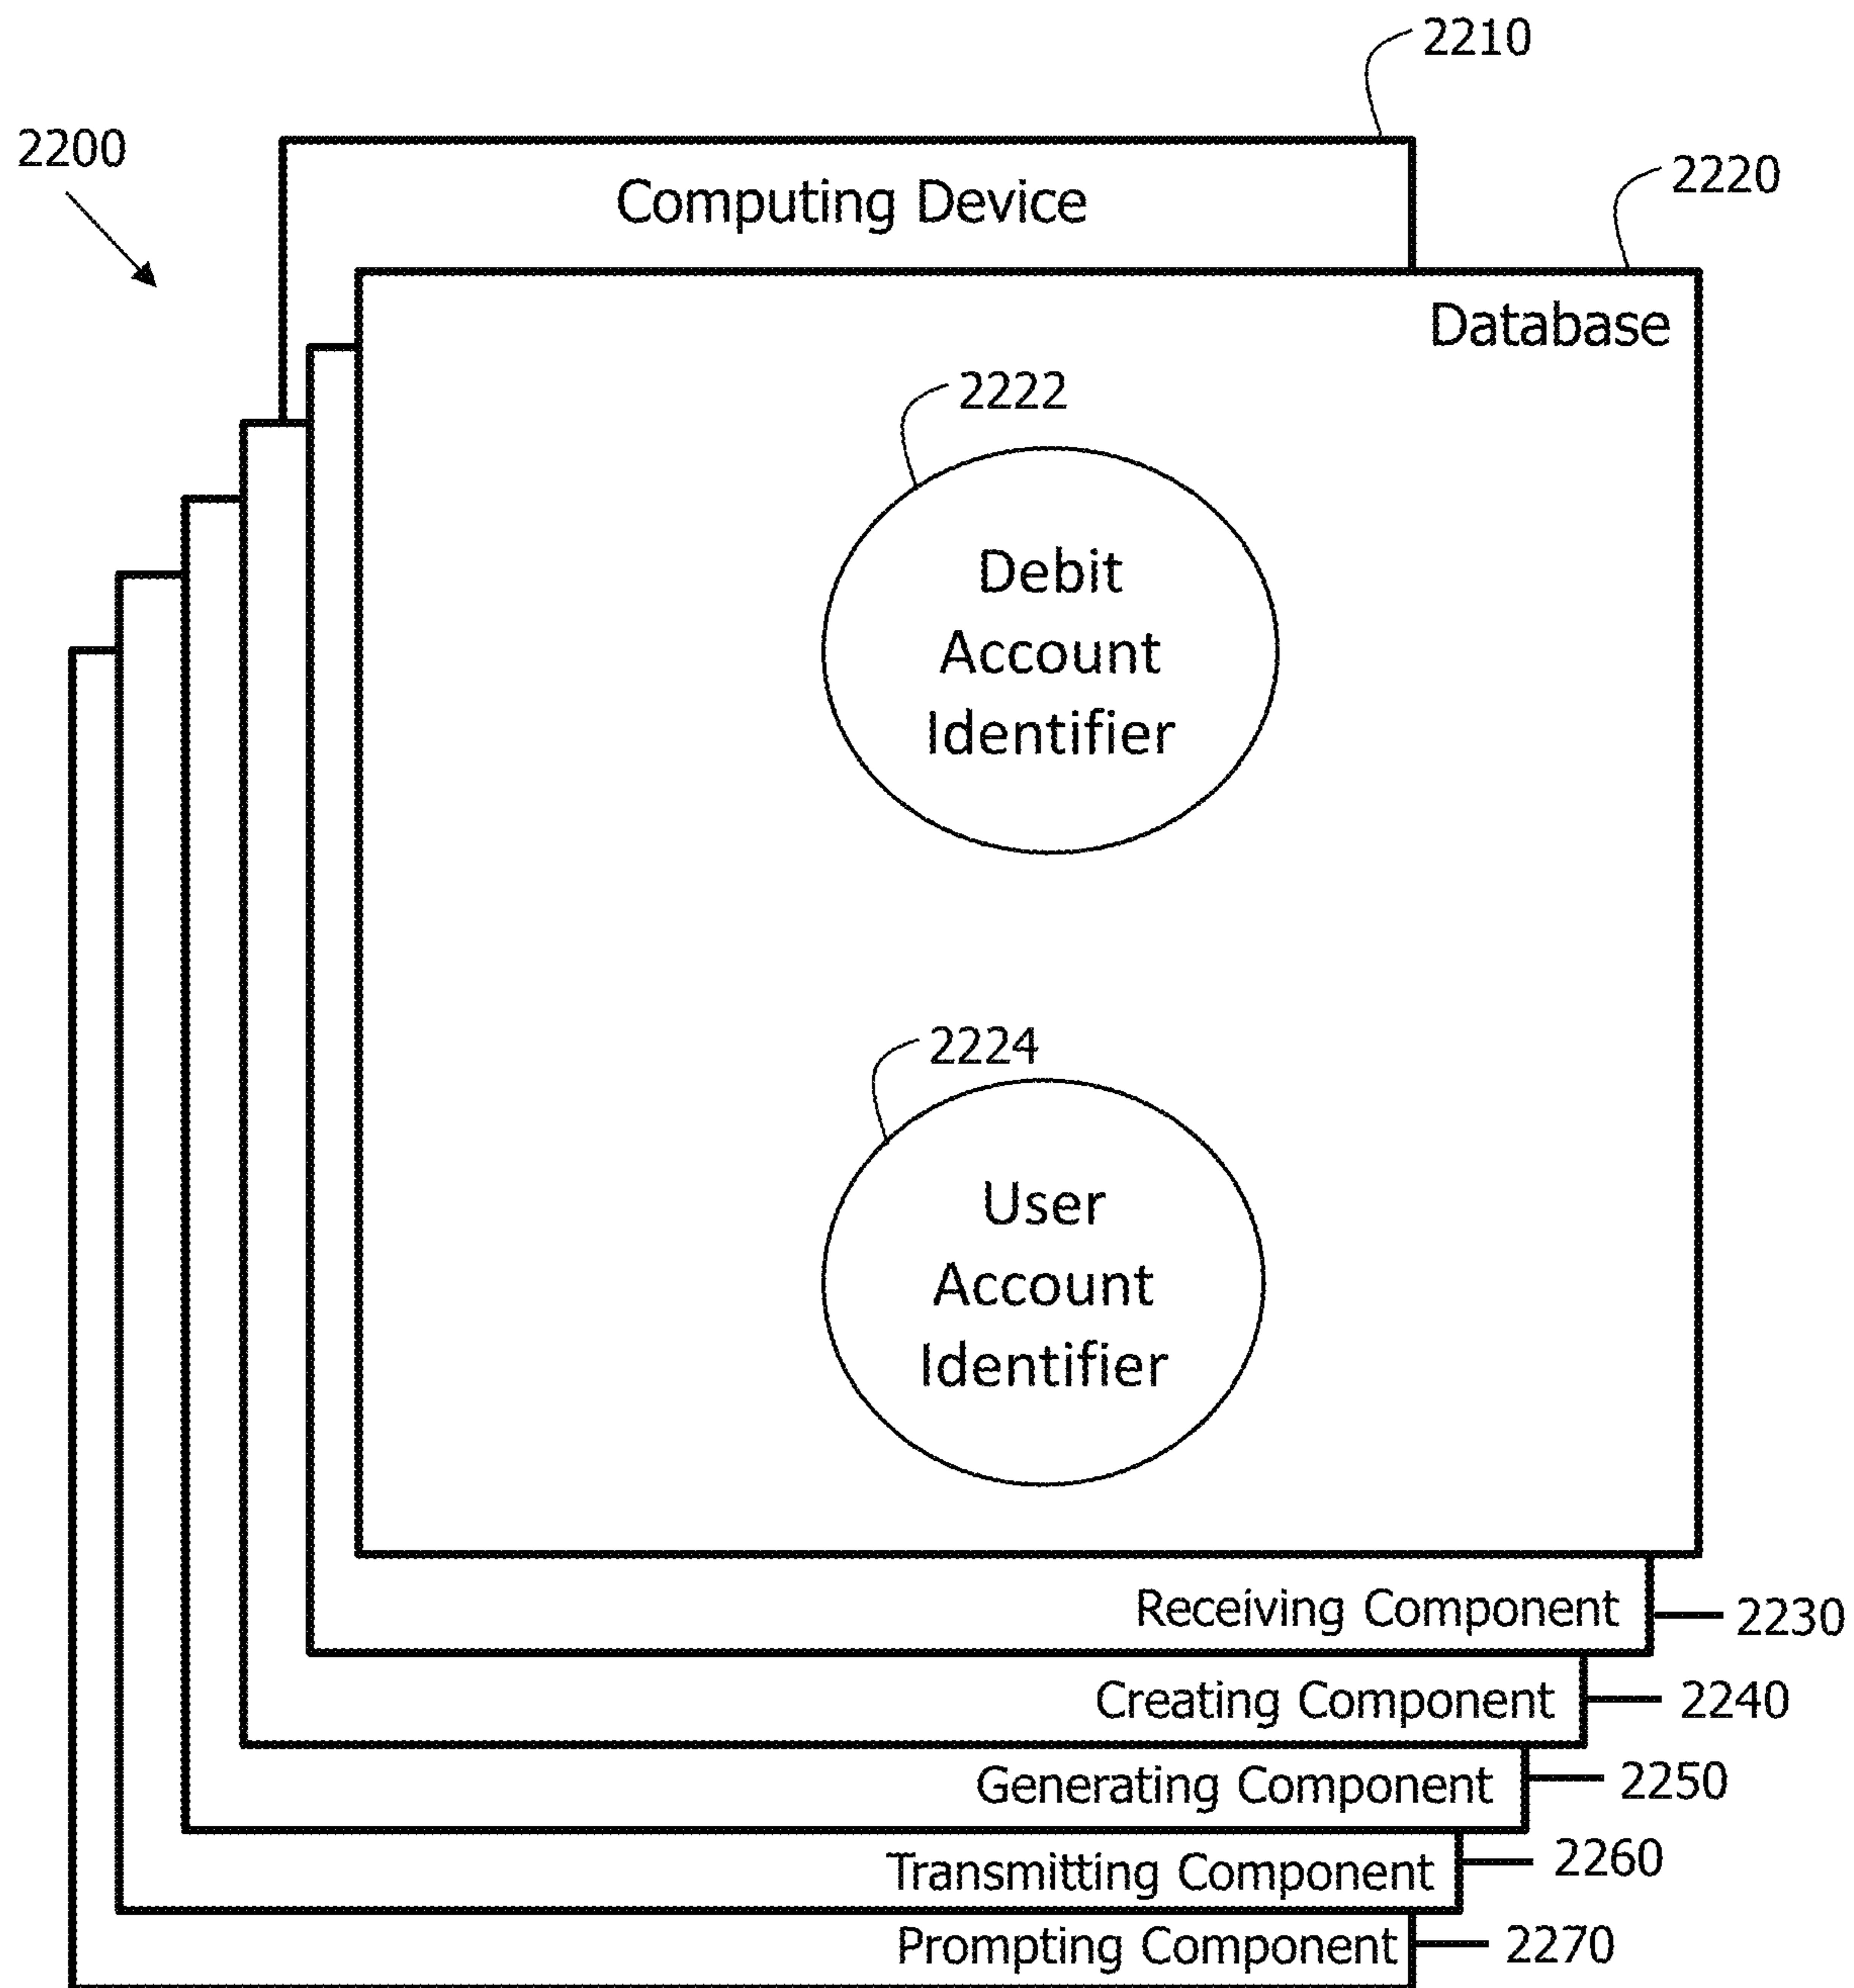 2210
2200
Computing Device
2220
Database
2222
Debit
Account
Identifier
2224
User
Account
Identifier
Receiving Component
2230
Creating Component
2240
Generating Component
2250
Transmitting Component
2260
Prompting Component
2270